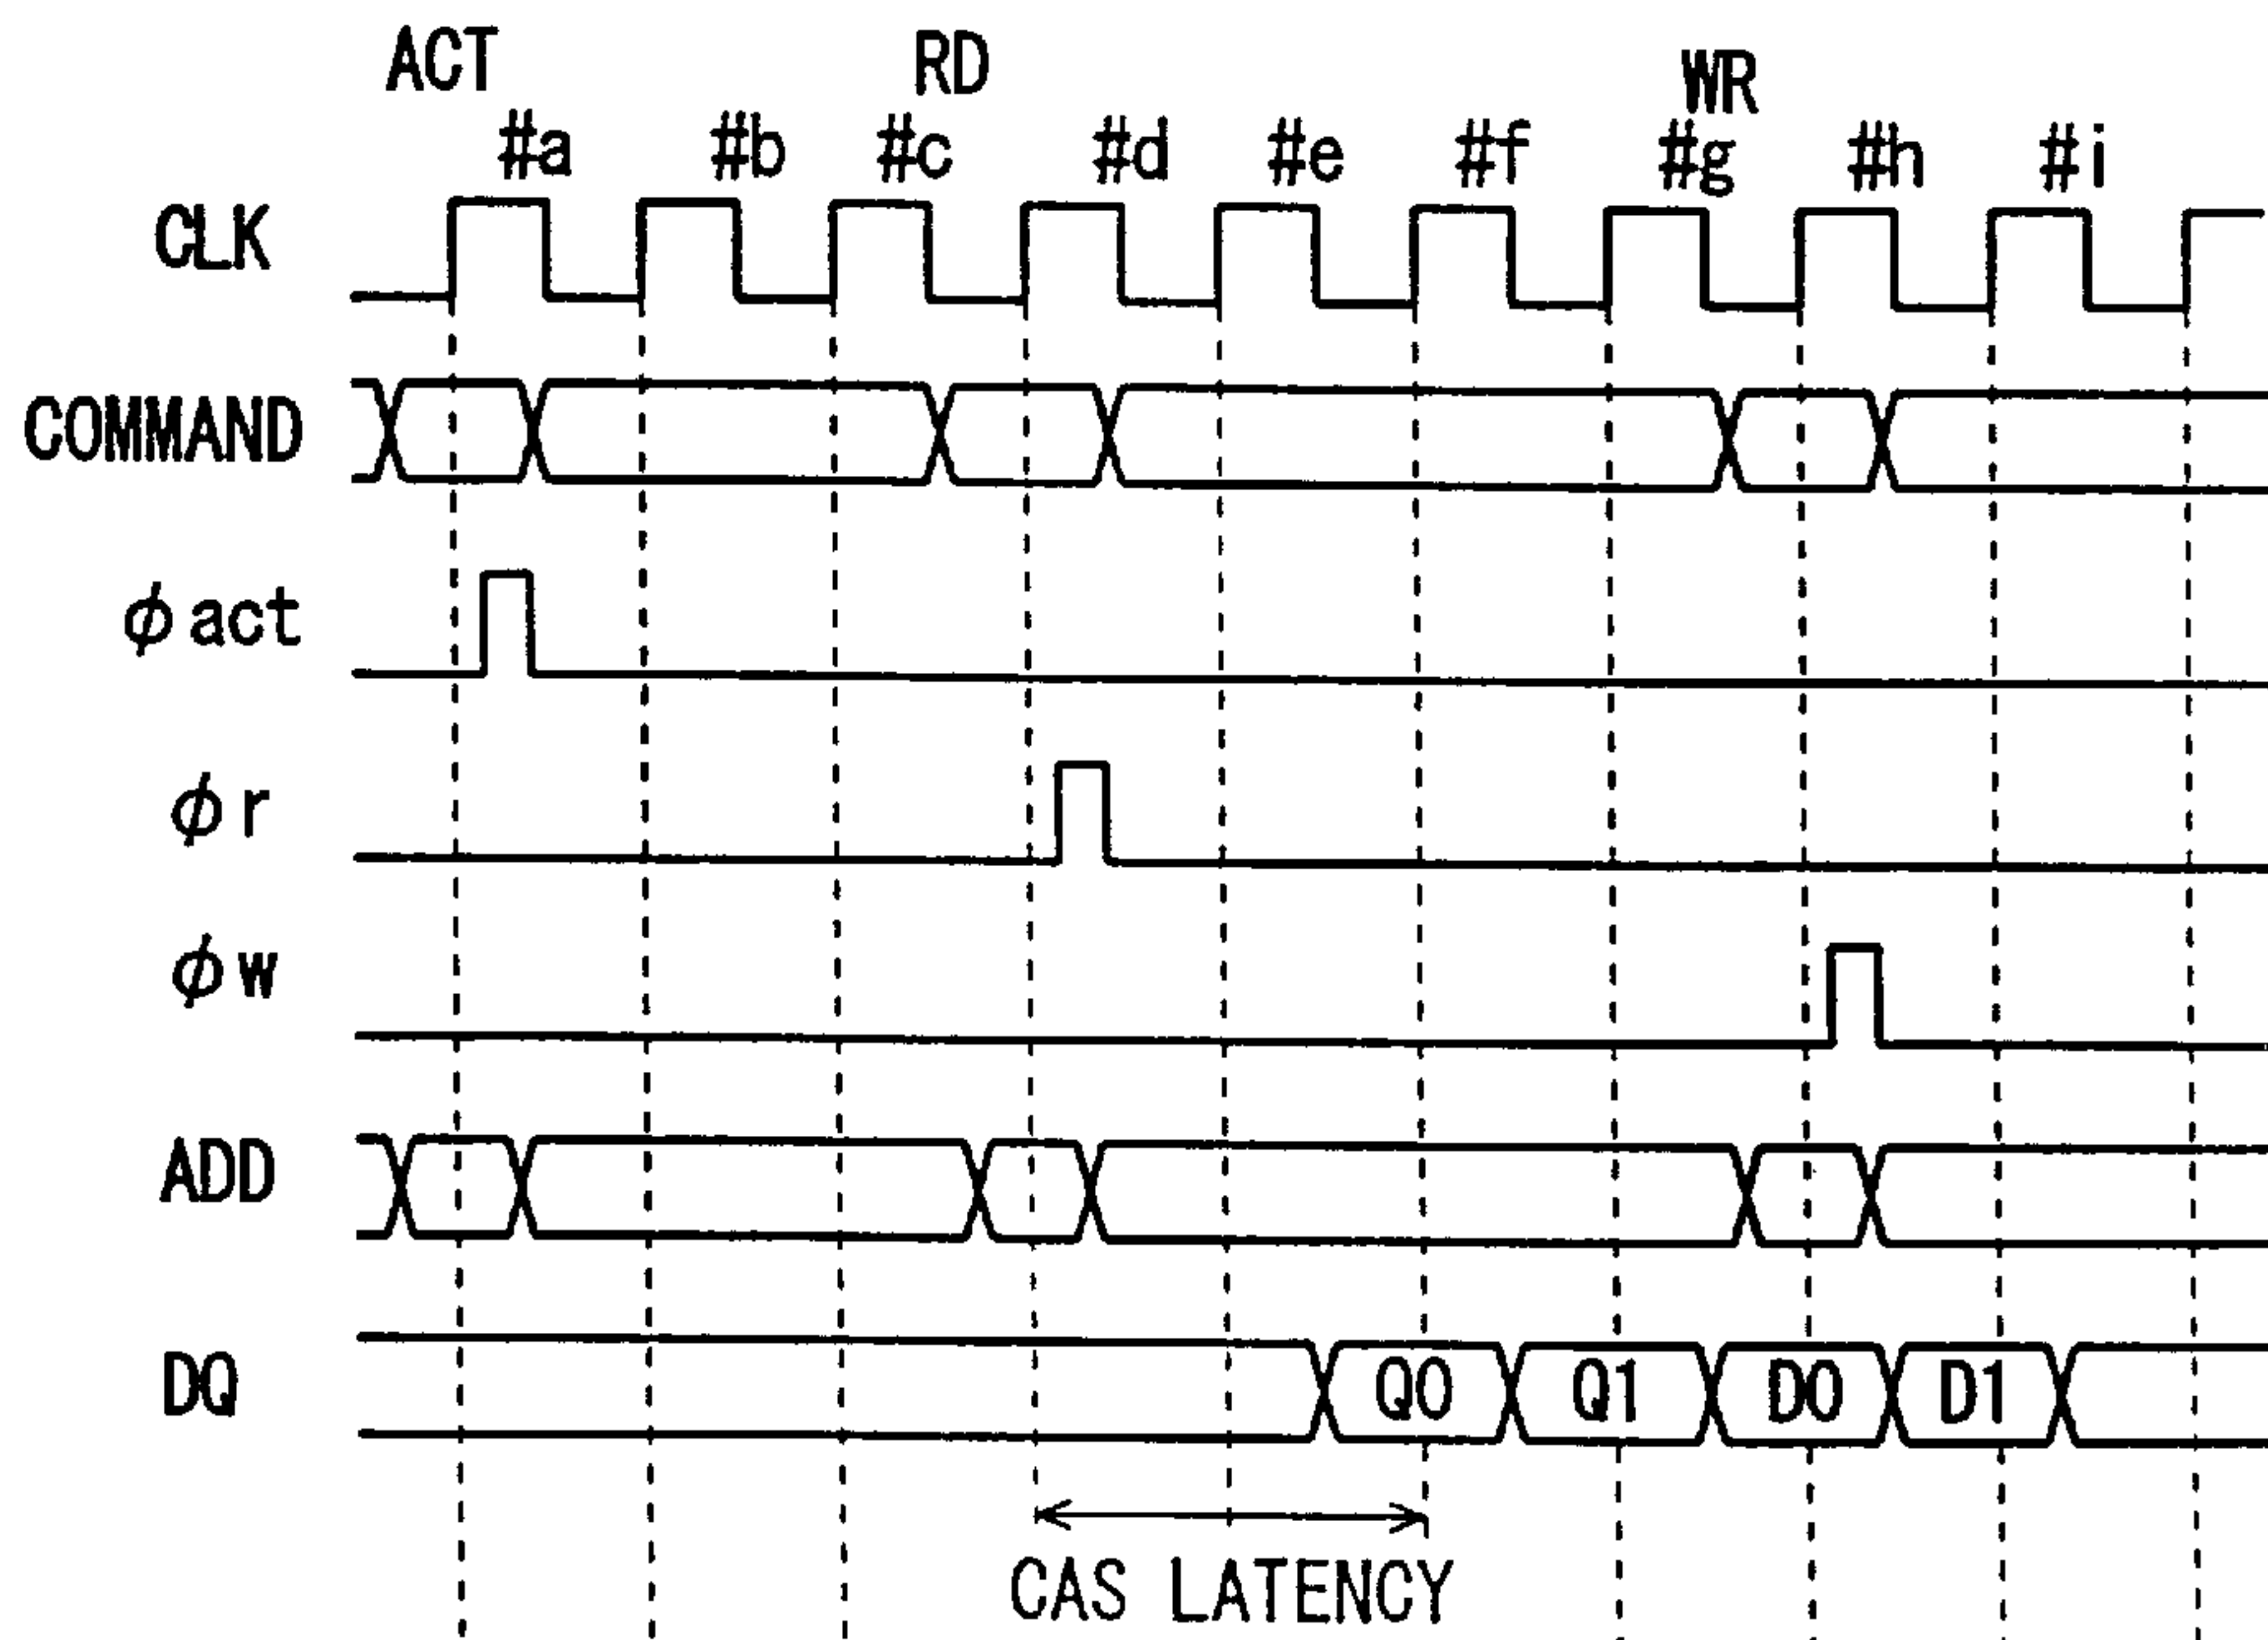 ACT RD WR
#a #b #c #d #e #f #g #h #i
CLK
COMMAND
φact
φr
φw
ADD
DQ Q0 Q1 D0 D1
CAS LATENCY